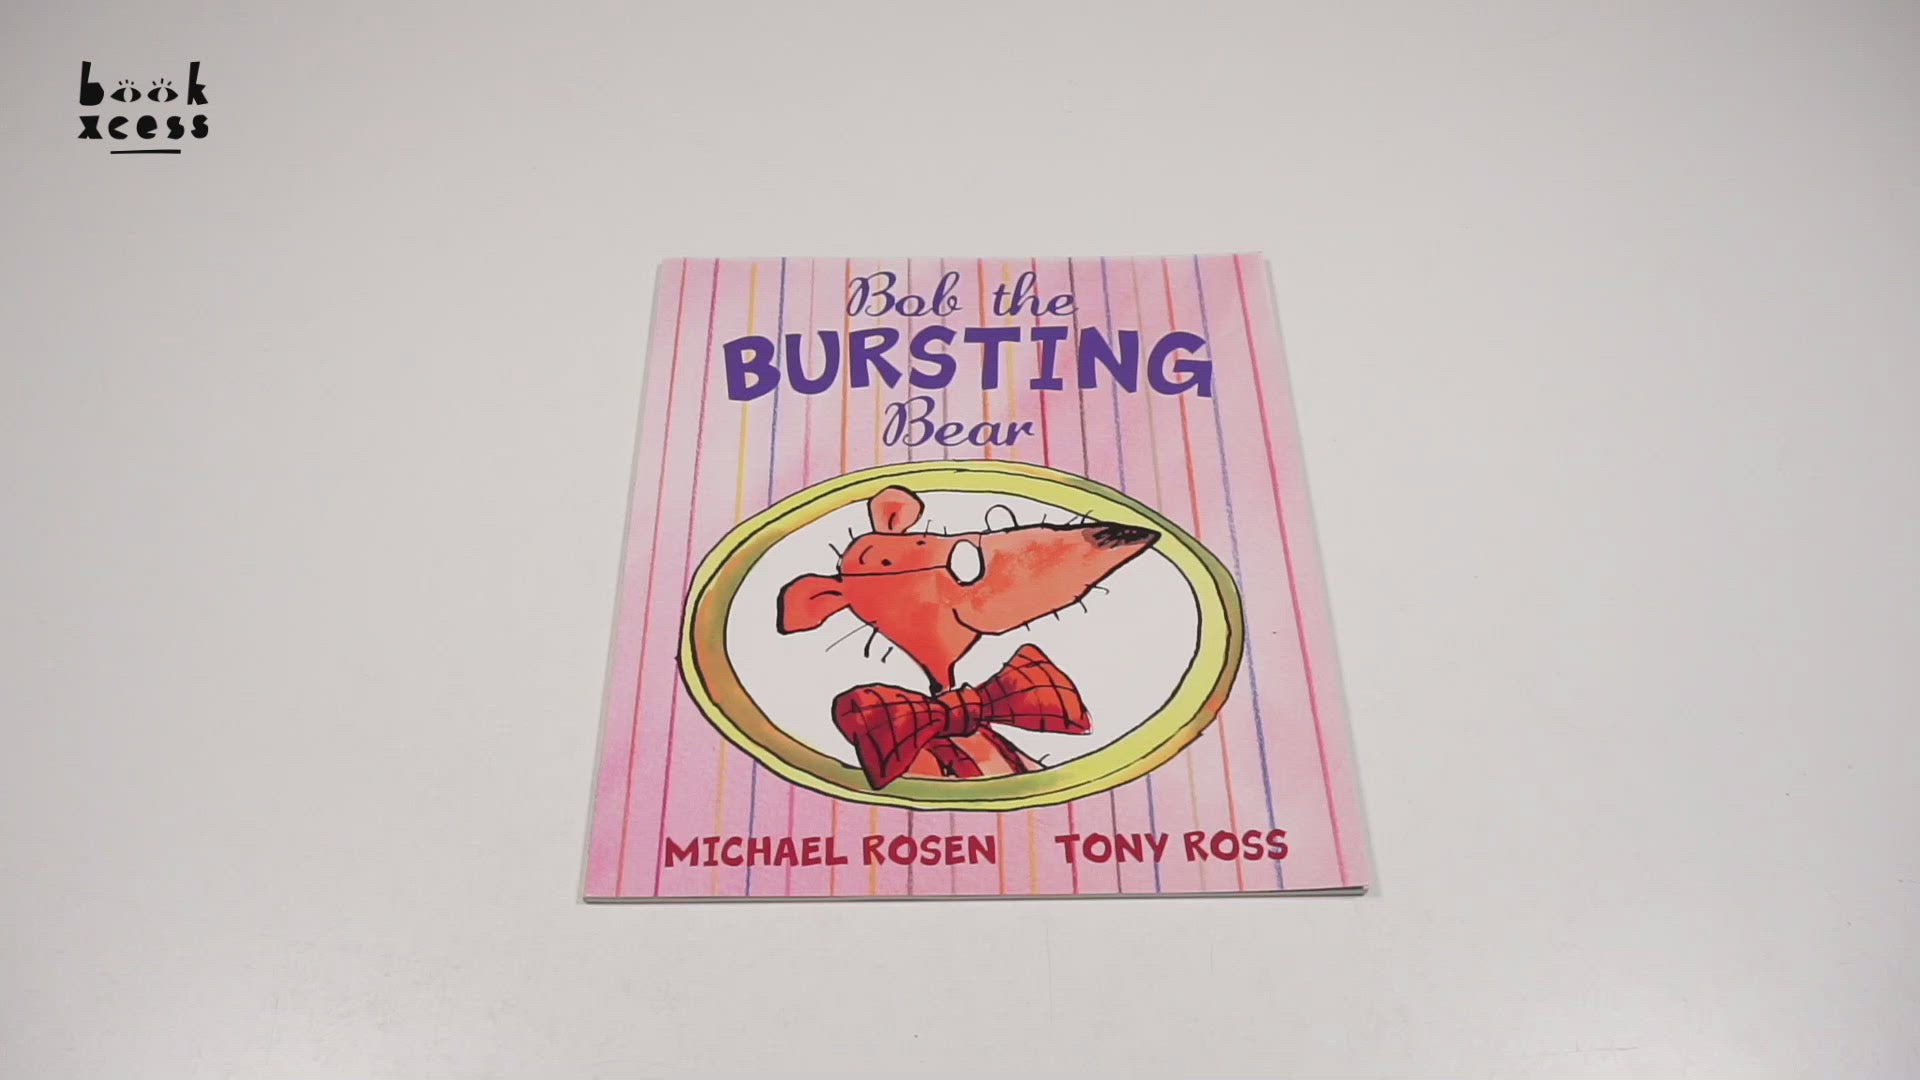 book
xcess
Bob the
BURSTING
Bear
MICHAEL ROSEN TONY ROSS